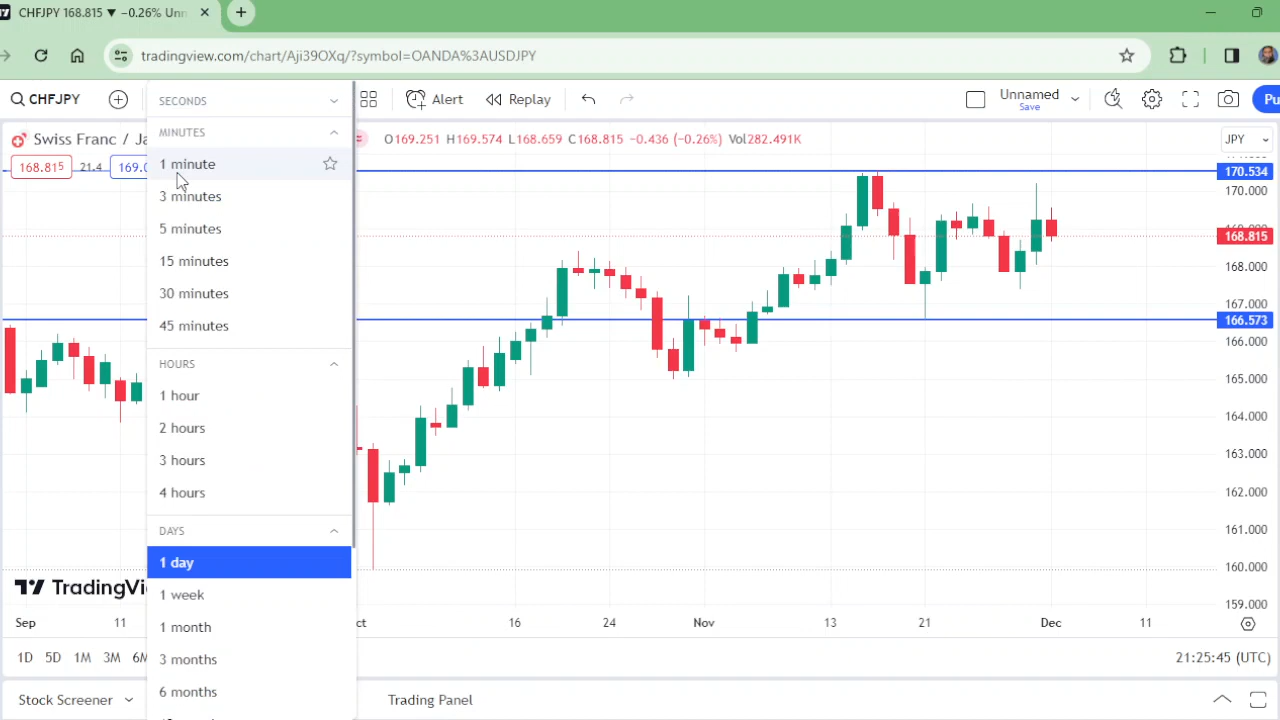 CHFJPY 168.815 ▼ −0.26% Unn
tradingview.com/chart/Aji39OXq/?symbol=OANDA%3AUSDJPY
CHFJPY
Alert
Replay
Unnamed
Save
Pu
Swiss Franc / Ja
O169.251 H169.574 L168.659 C168.815 −0.436 (−0.26%) Vol282.491K
JPY
168.815
21.4
169.0
SECONDS
MINUTES
1 minute
3 minutes
5 minutes
15 minutes
30 minutes
45 minutes
HOURS
1 hour
2 hours
3 hours
4 hours
DAYS
1 day
1 week
1 month
3 months
6 months
170.534
170.000
168.815
168.000
167.000
166.573
166.000
165.000
164.000
163.000
162.000
161.000
160.000
159.000
TradingVi
Sep
11
ct
16
24
Nov
13
21
Dec
11
1D 5D 1M 3M 6M
21:25:45 (UTC)
Stock Screener
Trading Panel